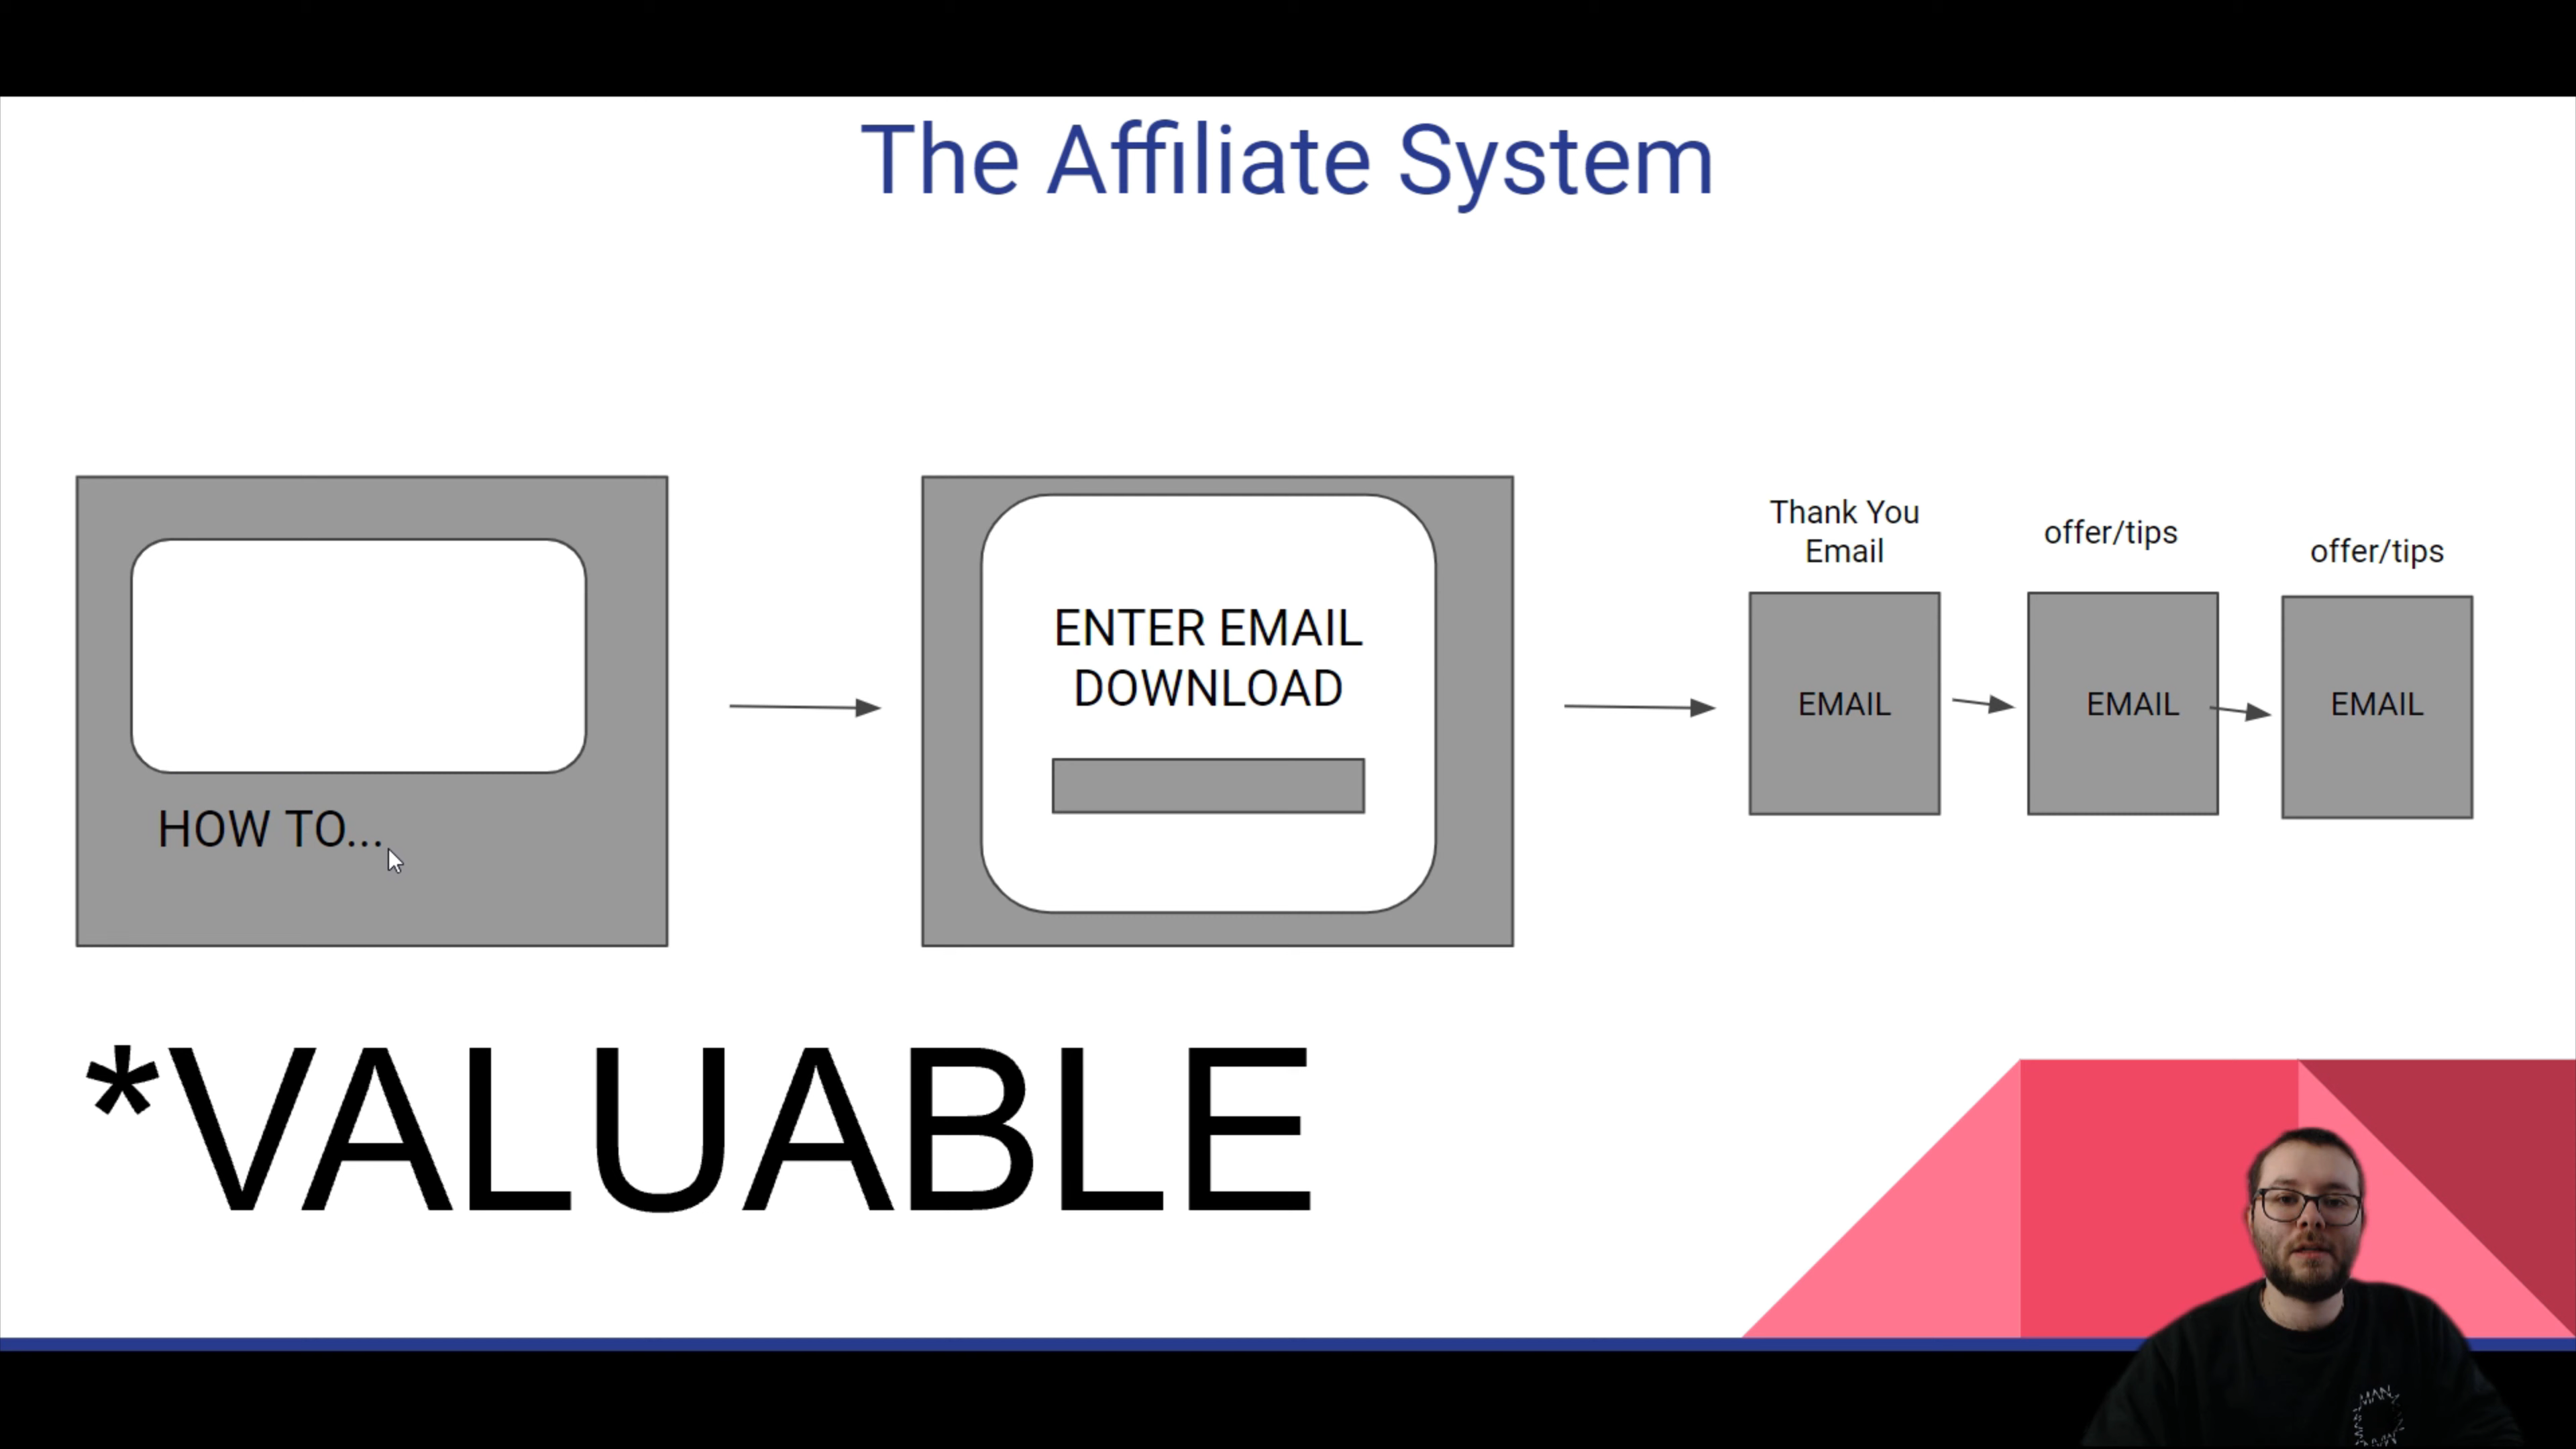 The Affiliate System
HOW TO...
ENTER EMAIL
DOWNLOAD
Thank You
Email
EMAIL
offer/tips
EMAIL
offer/tips
EMAIL
*VALUABLE